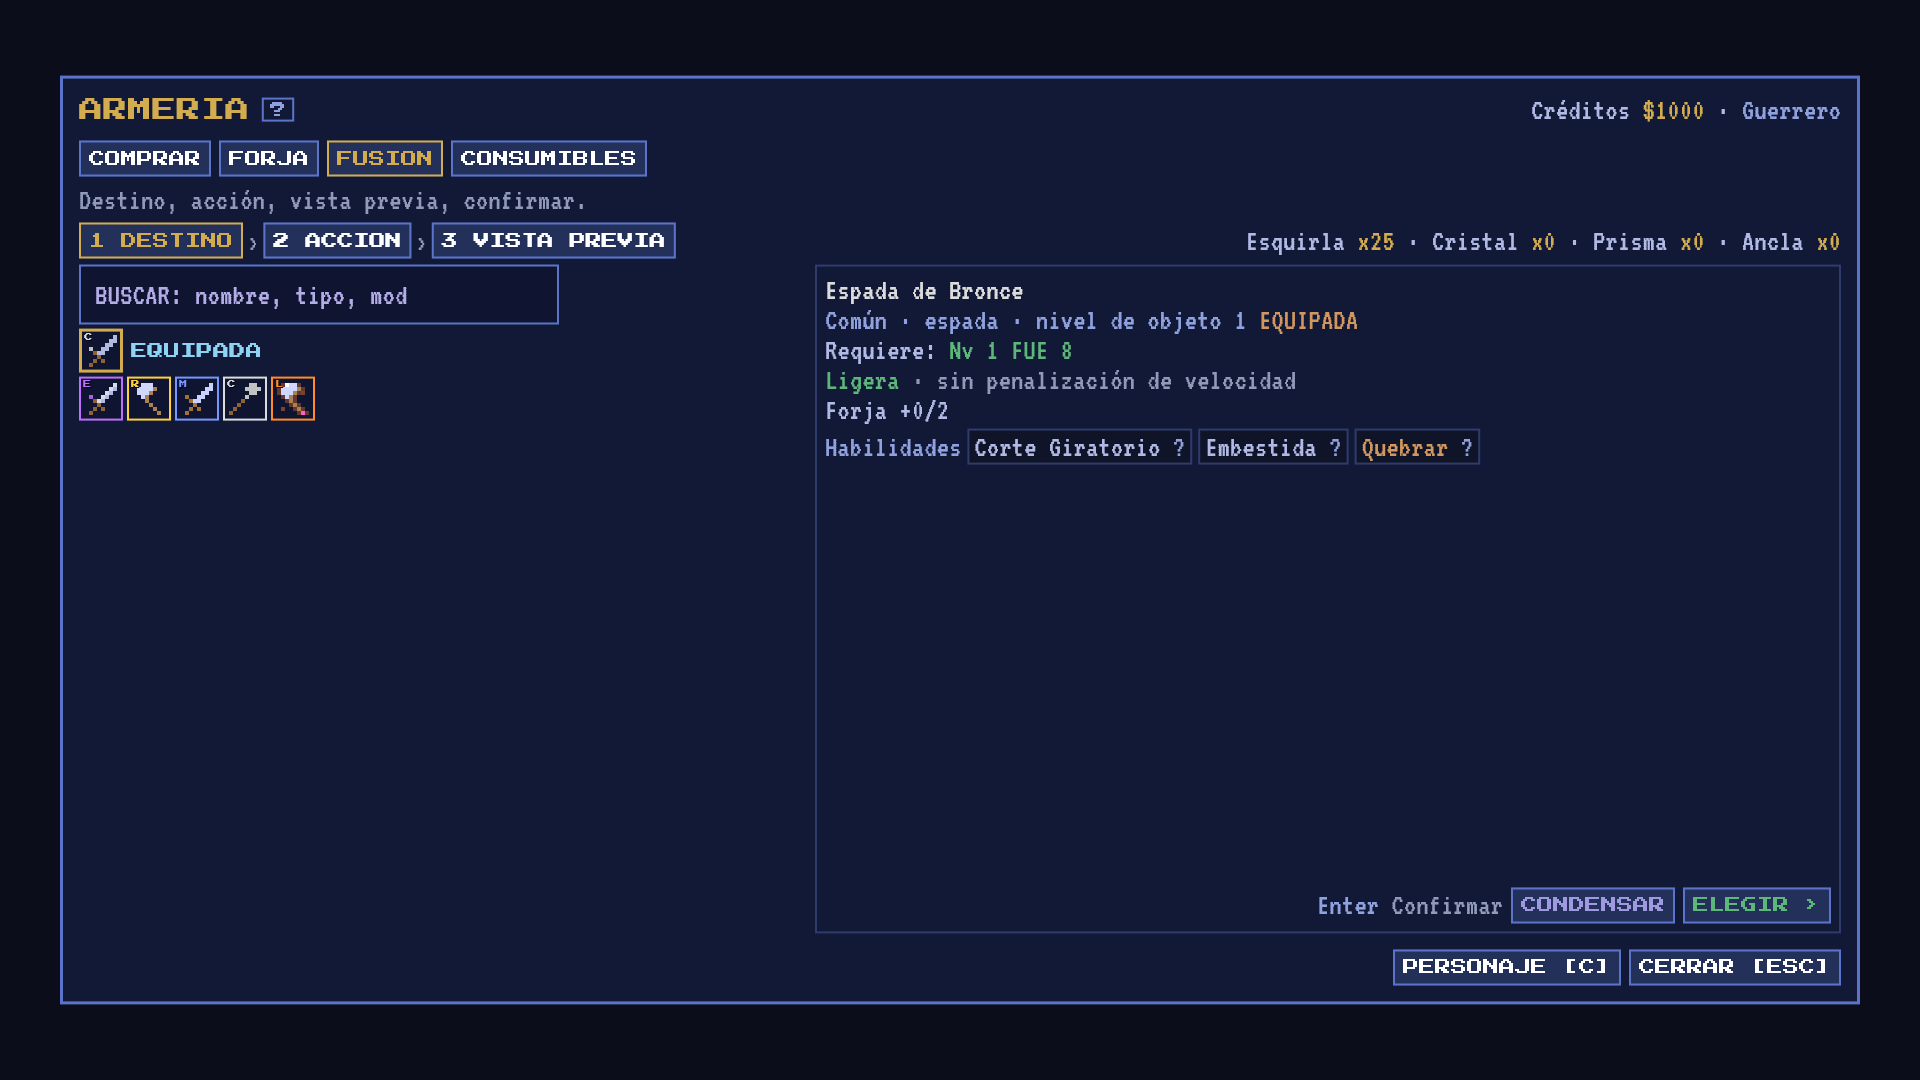 ARMERIA ?
Créditos $1000 · Guerrero
COMPRAR FORJA FUSION CONSUMIBLES
Destino, acción, vista previa, confirmar.
1 DESTINO › 2 ACCION › 3 VISTA PREVIA
Esquirla x25 · Cristal x0 · Prisma x0 · Ancla x0
BUSCAR: nombre, tipo, mod
C EQUIPADA
E R M C L
Espada de Bronce
Común · espada · nivel de objeto 1 EQUIPADA
Requiere: Nv 1 FUE 8
Ligera · sin penalización de velocidad
Forja +0/2
Habilidades Corte Giratorio ? Embestida ? Quebrar ?
Enter Confirmar CONDENSAR ELEGIR >
PERSONAJE [C] CERRAR [ESC]